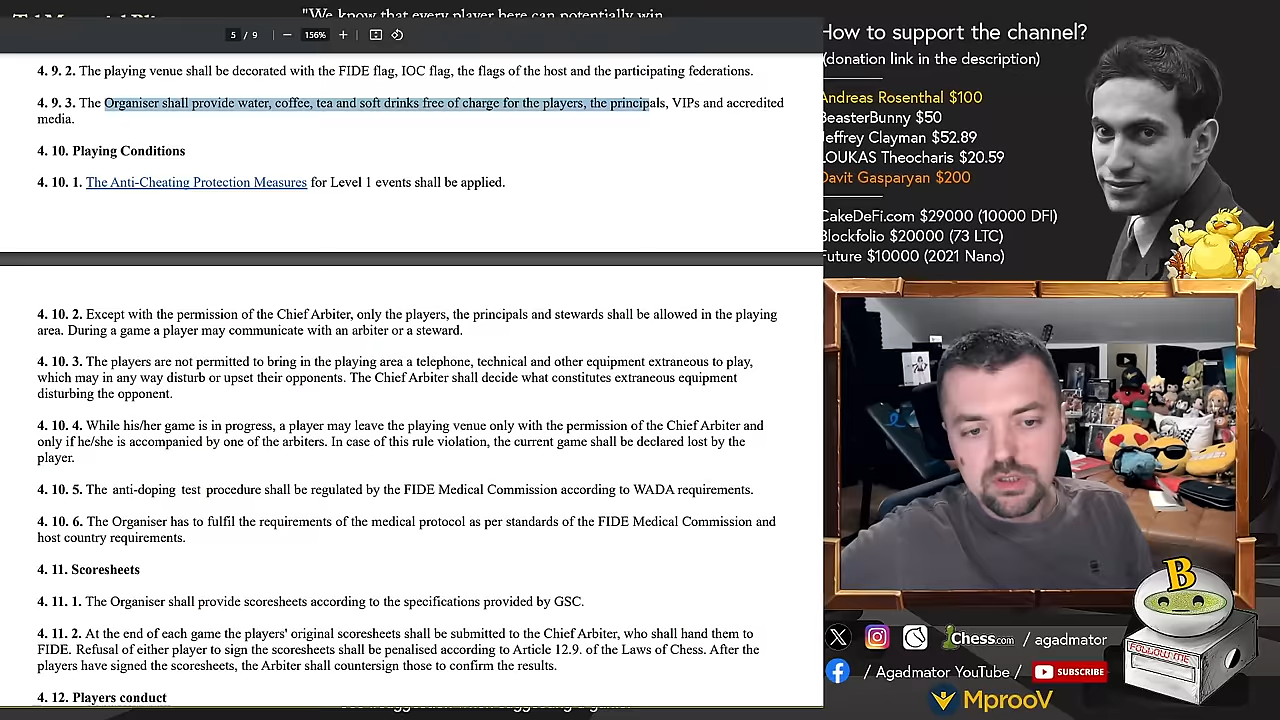 "We know that every player here can potentially win
5 / 9
156%
4. 9. 2. The playing venue shall be decorated with the FIDE flag, IOC flag, the flags of the host and the participating federations.
4. 9. 3. The Organiser shall provide water, coffee, tea and soft drinks free of charge for the players, the principals, VIPs and accredited
media.
4. 10. Playing Conditions
4. 10. 1. The Anti-Cheating Protection Measures for Level 1 events shall be applied.
4. 10. 2. Except with the permission of the Chief Arbiter, only the players, the principals and stewards shall be allowed in the playing
area. During a game a player may communicate with an arbiter or a steward.
4. 10. 3. The players are not permitted to bring in the playing area a telephone, technical and other equipment extraneous to play,
which may in any way disturb or upset their opponents. The Chief Arbiter shall decide what constitutes extraneous equipment
disturbing the opponent.
4. 10. 4. While his/her game is in progress, a player may leave the playing venue only with the permission of the Chief Arbiter and
only if he/she is accompanied by one of the arbiters. In case of this rule violation, the current game shall be declared lost by the
player.
4. 10. 5. The anti-doping test procedure shall be regulated by the FIDE Medical Commission according to WADA requirements.
4. 10. 6. The Organiser has to fulfil the requirements of the medical protocol as per standards of the FIDE Medical Commission and
host country requirements.
4. 11. Scoresheets
4. 11. 1. The Organiser shall provide scoresheets according to the specifications provided by GSC.
4. 11. 2. At the end of each game the players' original scoresheets shall be submitted to the Chief Arbiter, who shall hand them to
FIDE. Refusal of either player to sign the scoresheets shall be penalised according to Article 12.9. of the Laws of Chess. After the
players have signed the scoresheets, the Arbiter shall countersign those to confirm the results.
4. 12. Players conduct
How to support the channel?
(donation link in the description)
Andreas Rosenthal $100
BeasterBunny $50
Jeffrey Clayman $52.89
LOUKAS Theocharis $20.59
Davit Gasparyan $200
CakeDeFi.com $29000 (10000 DFI)
Blockfolio $20000 (73 LTC)
Future $10000 (2021 Nano)
B
FOLLOW ME
Chess.com / agadmator
/ Agadmator YouTube / SUBSCRIBE
MprooV